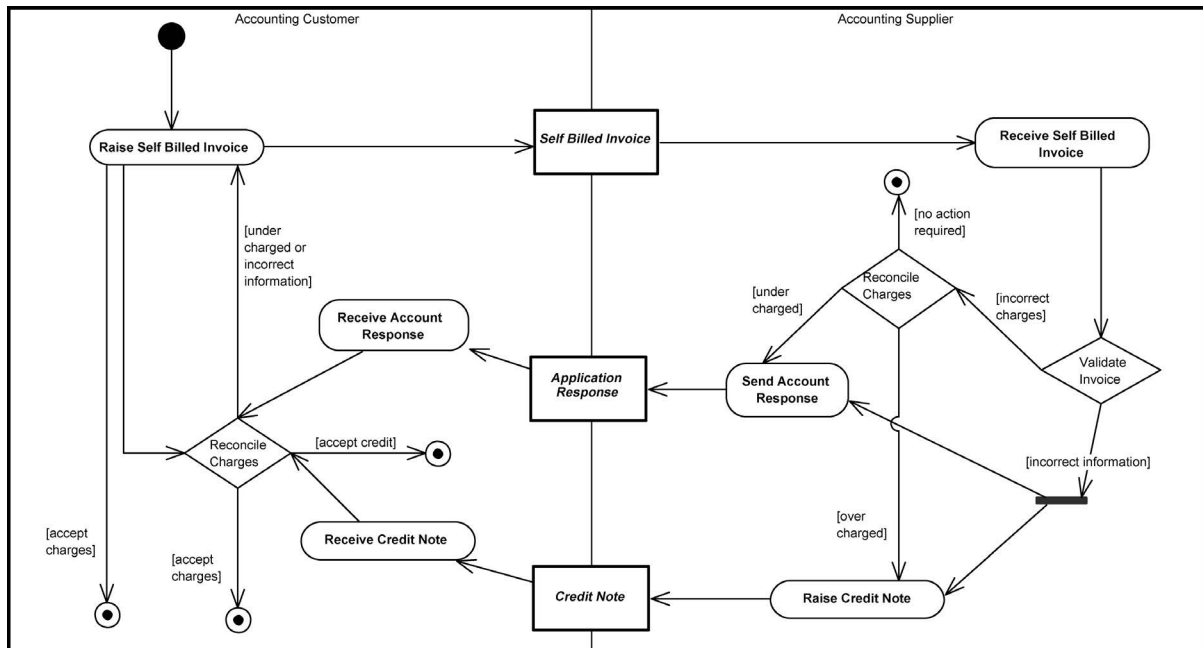 Accounting Customer
Accounting Supplier
Raise Self Billed Invoice
Self Billed Invoice
Receive Self Billed
Invoice
[no action
required]
[under
charged or
incorrect
information]
Reconcile
Charges
[under
charged]
[incorrect
charges]
Receive Account
Response
Application
Response
Send Account
Response
Validate
Invoice
Reconcile
Charges
[accept credit]
[incorrect information]
[over
charged]
[accept
charges]
[accept
charges]
Receive Credit Note
Credit Note
Raise Credit Note